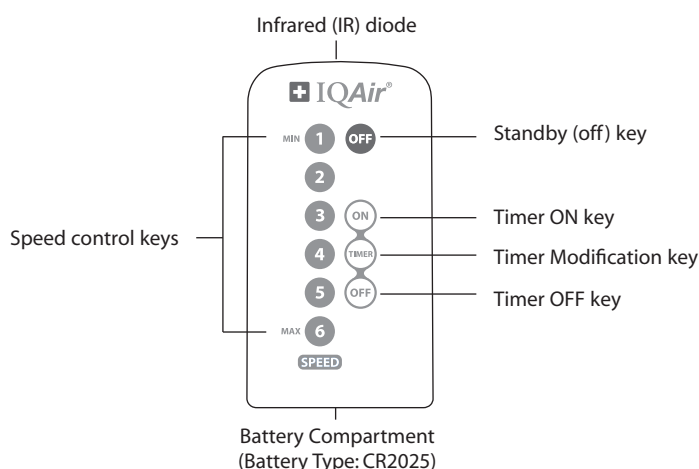 Infrared (IR) diode
IQAir®
MIN 1 OFF
Standby (off) key
2
3 ON
Timer ON key
Speed control keys
4 TIMER
Timer Modification key
5 OFF
Timer OFF key
MAX 6
SPEED
Battery Compartment
(Battery Type: CR2025)